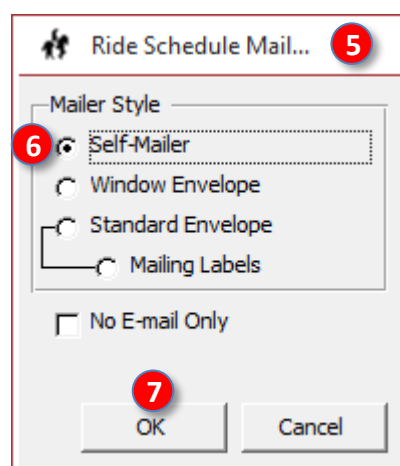 Ride Schedule Mail... 5
Mailer Style
6 Self-Mailer
Window Envelope
Standard Envelope
Mailing Labels
No E-mail Only
7
OK Cancel